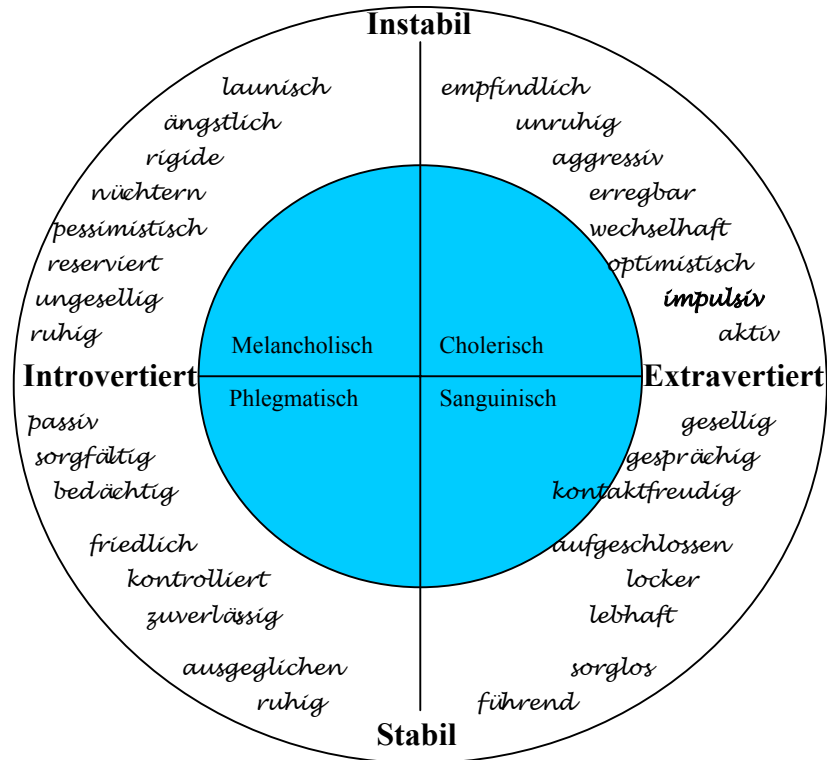 Instabil
launisch
ängstlich
rigide
nüchtern
pessimistisch
reserviert
ungesellig
ruhig
empfindlich
unruhig
aggressiv
erregbar
wechselhaft
optimistisch
impulsiv
aktiv
Melancholisch
Cholerisch
Introvertiert
Extravertiert
Phlegmatisch
Sanguinisch
passiv
sorgfältig
bedächtig
friedlich
kontrolliert
zuverlässig
ausgeglichen
ruhig
gesellig
gesprächig
kontaktfreudig
aufgeschlossen
locker
lebhaft
sorglos
führend
Stabil